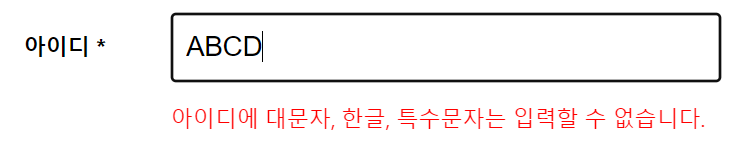 아이디 * ABCD
아이디에 대문자, 한글, 특수문자는 입력할 수 없습니다.